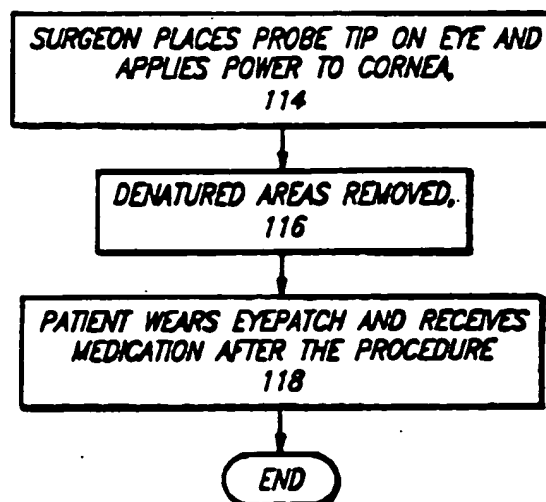 SURGEON PLACES PROBE TIP ON EYE AND
APPLIES POWER TO CORNEA.
114
DENATURED AREAS REMOVED.
116
PATIENT WEARS EYEPATCH AND RECEIVES
MEDICATION AFTER THE PROCEDURE
118
END